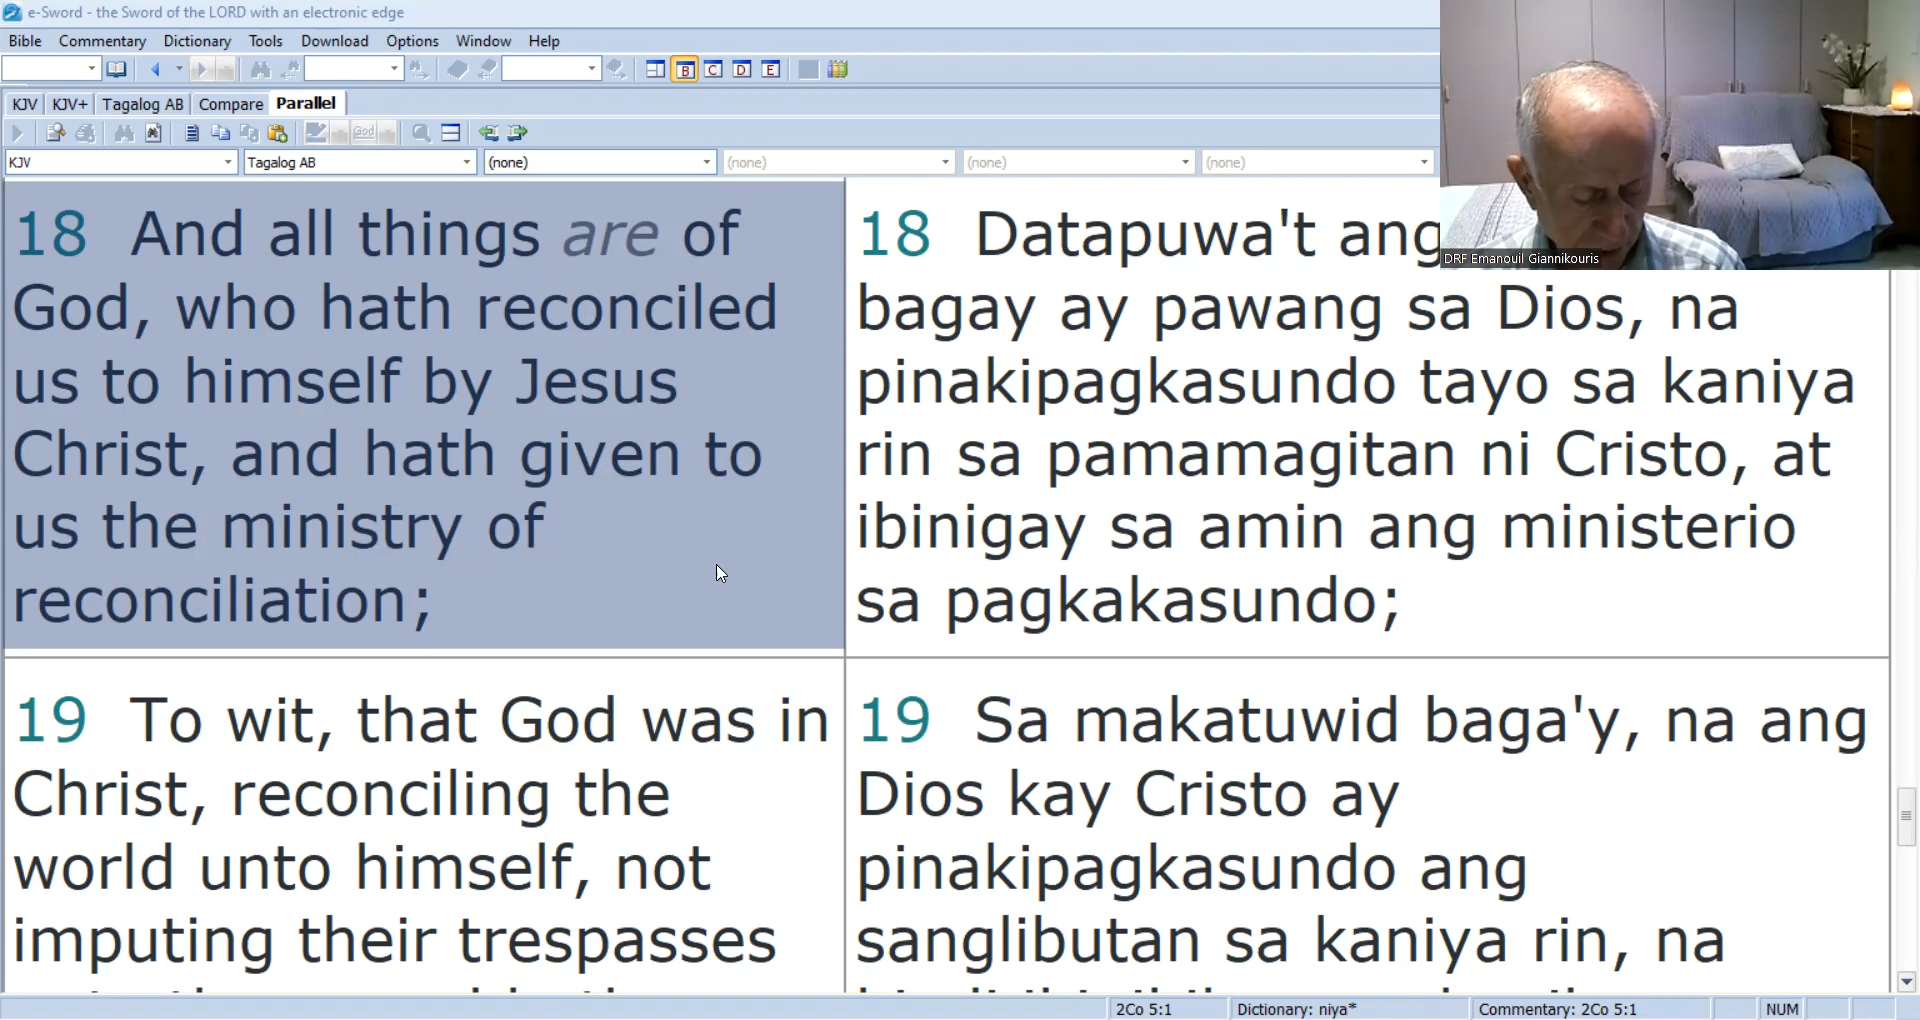 e-Sword - the Sword of the LORD with an electronic edge
Bible Commentary Dictionary Tools Download Options Window Help
B C D E
KJV KJV+ Tagalog AB Compare Parallel
God
KJV Tagalog AB (none) (none) (none) (none)
DRF Emanouil Giannikouris
18 And all things are of
God, who hath reconciled
us to himself by Jesus
Christ, and hath given to
us the ministry of
reconciliation;
18 Datapuwa't ang
bagay ay pawang sa Dios, na
pinakipagkasundo tayo sa kaniya
rin sa pamamagitan ni Cristo, at
ibinigay sa amin ang ministerio
sa pagkakasundo;
19 To wit, that God was in
Christ, reconciling the
world unto himself, not
imputing their trespasses
19 Sa makatuwid baga'y, na ang
Dios kay Cristo ay
pinakipagkasundo ang
sanglibutan sa kaniya rin, na
2Co 5:1 Dictionary: niya* Commentary: 2Co 5:1 NUM